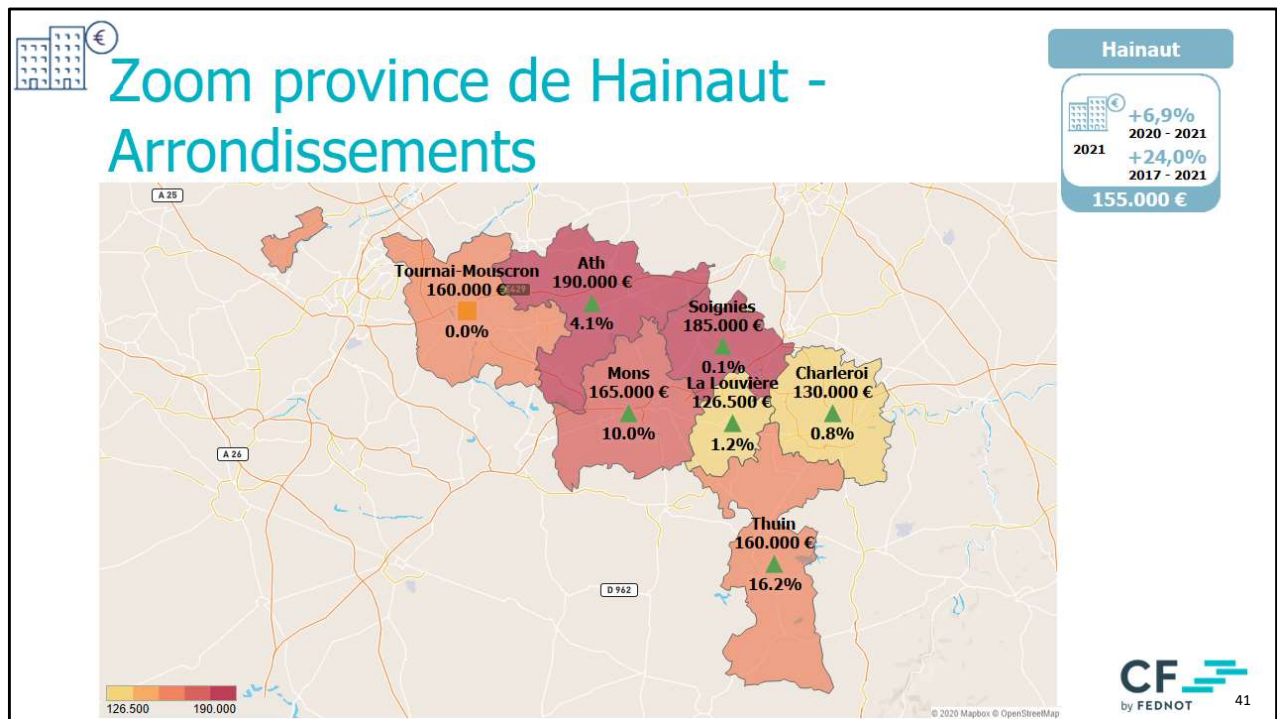 €
Zoom province de Hainaut -
Arrondissements
Hainaut
€
+6,9%
2020 - 2021
2021
+24,0%
2017 - 2021
155.000 €
A 25
Tournai-Mouscron
160.000 €
E429
0.0%
Ath
190.000 €
4.1%
Soignies
185.000 €
0.1%
Mons
165.000 €
10.0%
La Louvière
126.500 €
1.2%
Charleroi
130.000 €
0.8%
A 26
Thuin
160.000 €
16.2%
D 962
126.500 190.000
© 2020 Mapbox © OpenStreetMap
CF
by FEDNOT
41